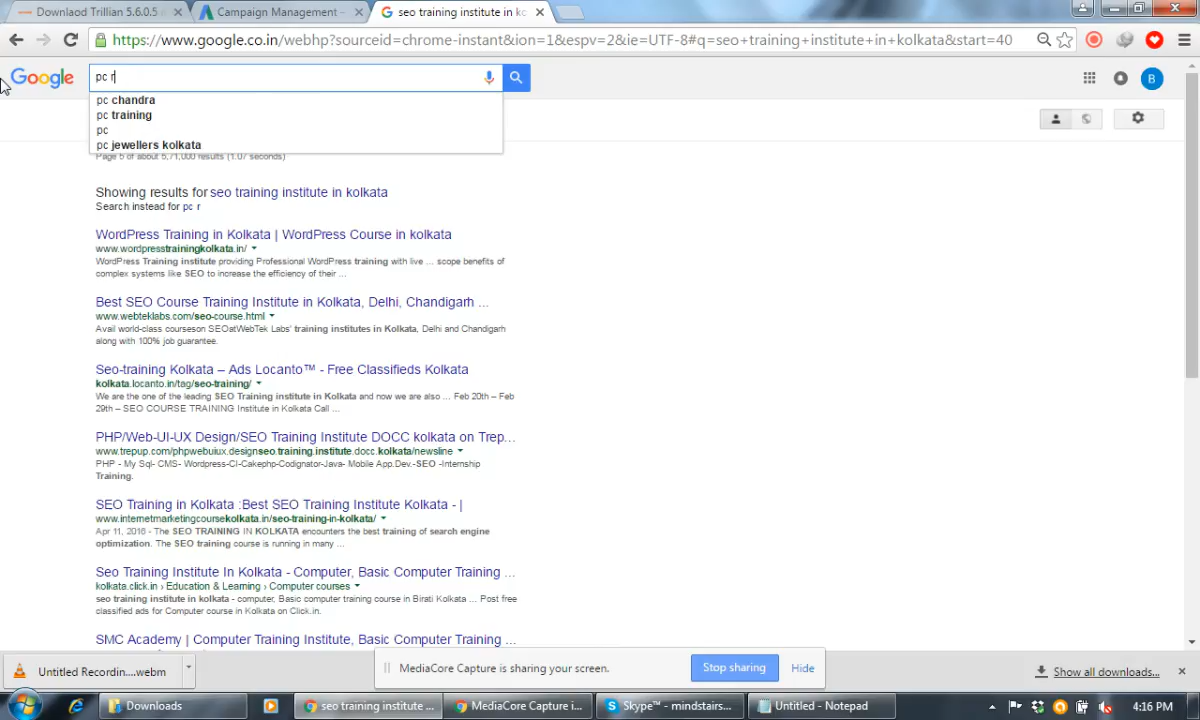 Downlaod Trillian 5.6.0.5
Campaign Management -
seo training institute in ko
https://www.google.co.in/webhp?sourceid=chrome-instant&ion=1&espv=2&ie=UTF-8#q=seo+training+institute+in+kolkata&start=40
Google
pc r
B
pc chandra
pc training
pc
pc jewellers kolkata
Page 5 of about 5,71,000 results (1.07 seconds)
Showing results for seo training institute in kolkata
Search instead for pc r
WordPress Training in Kolkata | WordPress Course in kolkata
www.wordpresstrainingkolkata.in/
WordPress Training institute providing Professional WordPress training with live ... scope benefits of
complex systems like SEO to increase the efficiency of their ...
Best SEO Course Training Institute in Kolkata, Delhi, Chandigarh ...
www.webteklabs.com/seo-course.html
Avail world-class courseson SEOatWebTek Labs' training institutes in Kolkata, Delhi and Chandigarh
along with 100% job guarantee.
Seo-training Kolkata – Ads Locanto™ - Free Classifieds Kolkata
kolkata.locanto.in/tag/seo-training/
We are the one of the leading SEO Training institute in Kolkata and now we are also ... Feb 20th – Feb
29th – SEO COURSE TRAINING Institute in Kolkata Call ...
PHP/Web-UI-UX Design/SEO Training Institute DOCC kolkata on Trep...
www.trepup.com/phpwebuiux.designseo.training.institute.docc.kolkata/newsline
PHP - My Sql- CMS- Wordpress-CI-Cakephp-Codignator-Java- Mobile App.Dev.-SEO -Internship
Training.
SEO Training in Kolkata :Best SEO Training Institute Kolkata - |
www.internetmarketingcoursekolkata.in/seo-training-in-kolkata/
Apr 11, 2016 - The SEO TRAINING IN KOLKATA encounters the best training of search engine
optimization. The SEO training course is running in many ...
Seo Training Institute In Kolkata - Computer, Basic Computer Training ...
kolkata.click.in › Education & Learning › Computer courses
seo training institute in kolkata - computer, Basic computer training course in Birati Kolkata ... Post free
classified ads for Computer course in Kolkata on Click.in.
SMC Academy | Computer Training Institute, Basic Computer Training ...
Untitled Recordin....webm
MediaCore Capture is sharing your screen.
Stop sharing
Hide
Show all downloads...
Downloads
seo training institute ...
MediaCore Capture i...
Skype™ - mindstairs...
Untitled - Notepad
4:16 PM